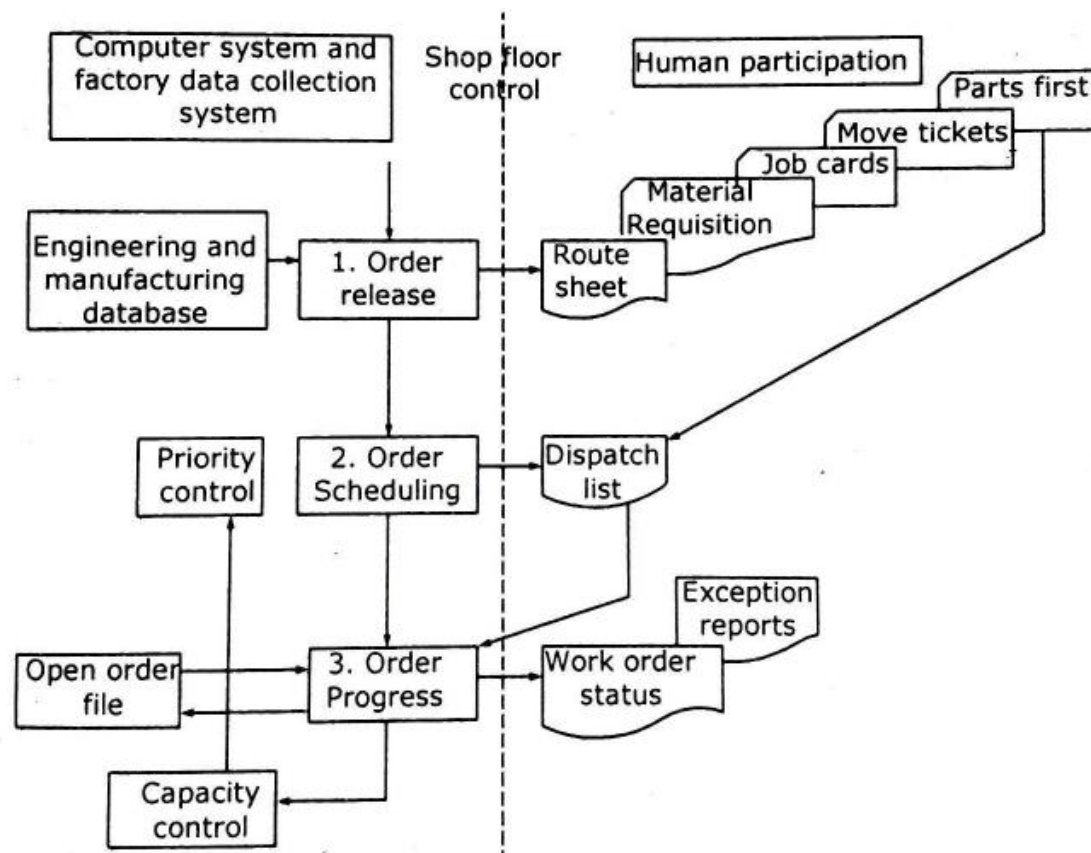 Computer system and
factory data collection
system
Shop floor
control
Human participation
Parts first
Move tickets
Job cards
Material
Requisition
Engineering and
manufacturing
database
1. Order
release
Route
sheet
Priority
control
2. Order
Scheduling
Dispatch
list
Exception
reports
Open order
file
3. Order
Progress
Work order
status
Capacity
control